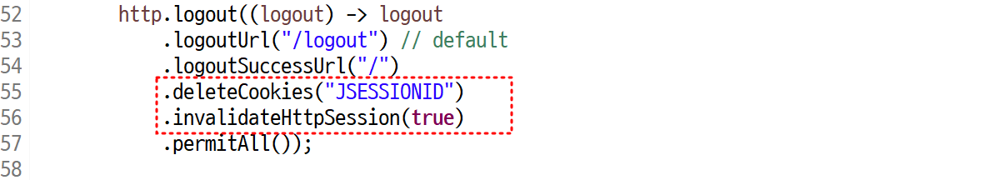 52 http.logout((logout) -> logout
53 .logoutUrl("/logout") // default
54 .logoutSuccessUrl("/")
55 .deleteCookies("JSESSIONID")
56 .invalidateHttpSession(true)
57 .permitAll());
58